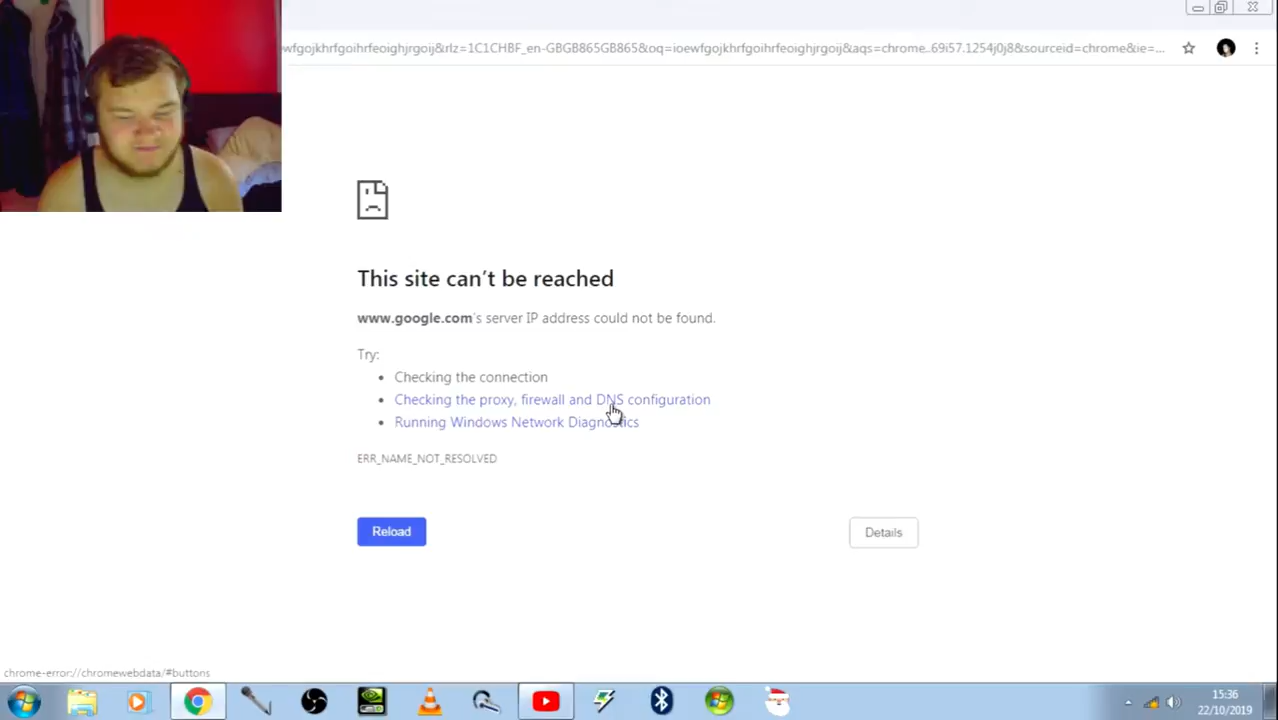 ewfgojkhrfgoihrfeoighjrgoij&rlz=1C1CHBF_en-GBGB865GB865&oq=ioewfgojkhrfgoihrfeoighjrgoij&aqs=chrome..69i57.1254j0j8&sourceid=chrome&ie=...
This site can't be reached
www.google.com's server IP address could not be found.
Try:
• Checking the connection
• Checking the proxy, firewall and DNS configuration
• Running Windows Network Diagnostics
ERR_NAME_NOT_RESOLVED
Reload
Details
chrome-error://chromewebdata/#buttons
15:36
22/10/2019